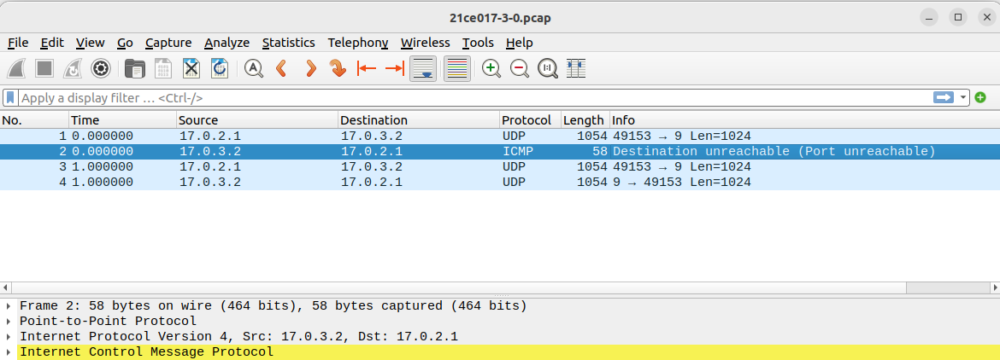 21ce017-3-0.pcap
File Edit View Go Capture Analyze Statistics Telephony Wireless Tools Help
Apply a display filter … <Ctrl-/>
No. Time Source Destination Protocol Length Info
1 0.000000 17.0.2.1 17.0.3.2 UDP 1054 49153 → 9 Len=1024
2 0.000000 17.0.3.2 17.0.2.1 ICMP 58 Destination unreachable (Port unreachable)
3 1.000000 17.0.2.1 17.0.3.2 UDP 1054 49153 → 9 Len=1024
4 1.000000 17.0.3.2 17.0.2.1 UDP 1054 9 → 49153 Len=1024
Frame 2: 58 bytes on wire (464 bits), 58 bytes captured (464 bits)
Point-to-Point Protocol
Internet Protocol Version 4, Src: 17.0.3.2, Dst: 17.0.2.1
Internet Control Message Protocol